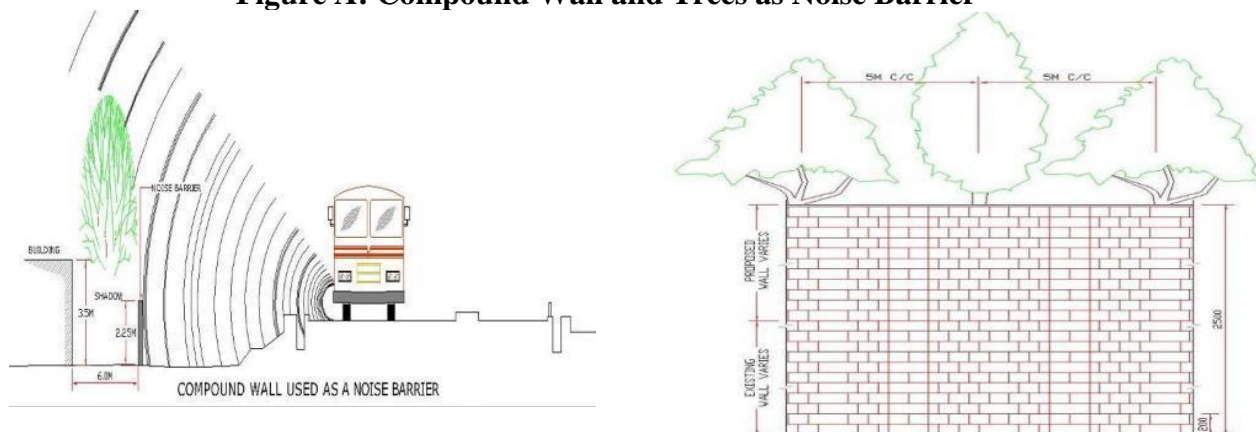 Figure A: Compound Wall and Trees as Noise Barrier
NOISE BARRIER
BUILDING
SHADOW
3.5M
2.25M
6.0M
COMPOUND WALL USED AS A NOISE BARRIER
5M C/C
5M C/C
PROPOSED
WALL VARIES
EXISTING
WALL VARIES
2500
200